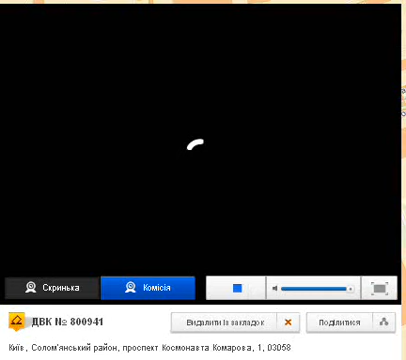 Скринька Комісія
ДВК № 800941 Видалити із закладок Поділитися
Київ, Солом'янський район, проспект Космонавта Комарова, 1, 03058